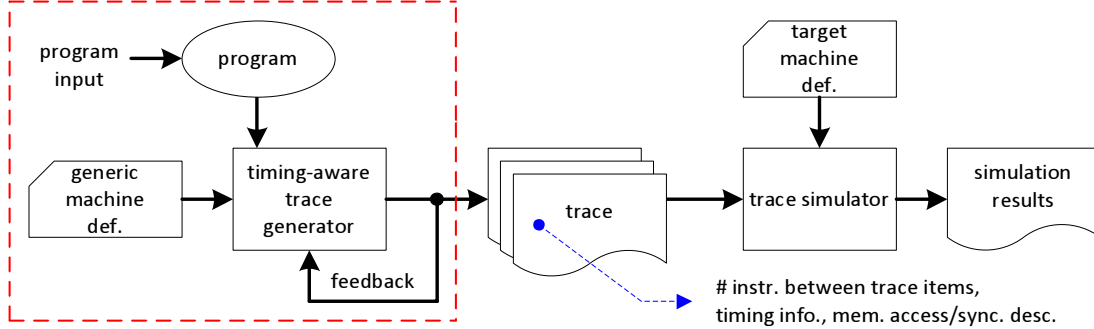 program
input
program
generic
machine
def.
timing-aware
trace
generator
feedback
trace
target
machine
def.
trace simulator
simulation
results
# instr. between trace items,
timing info., mem. access/sync. desc.